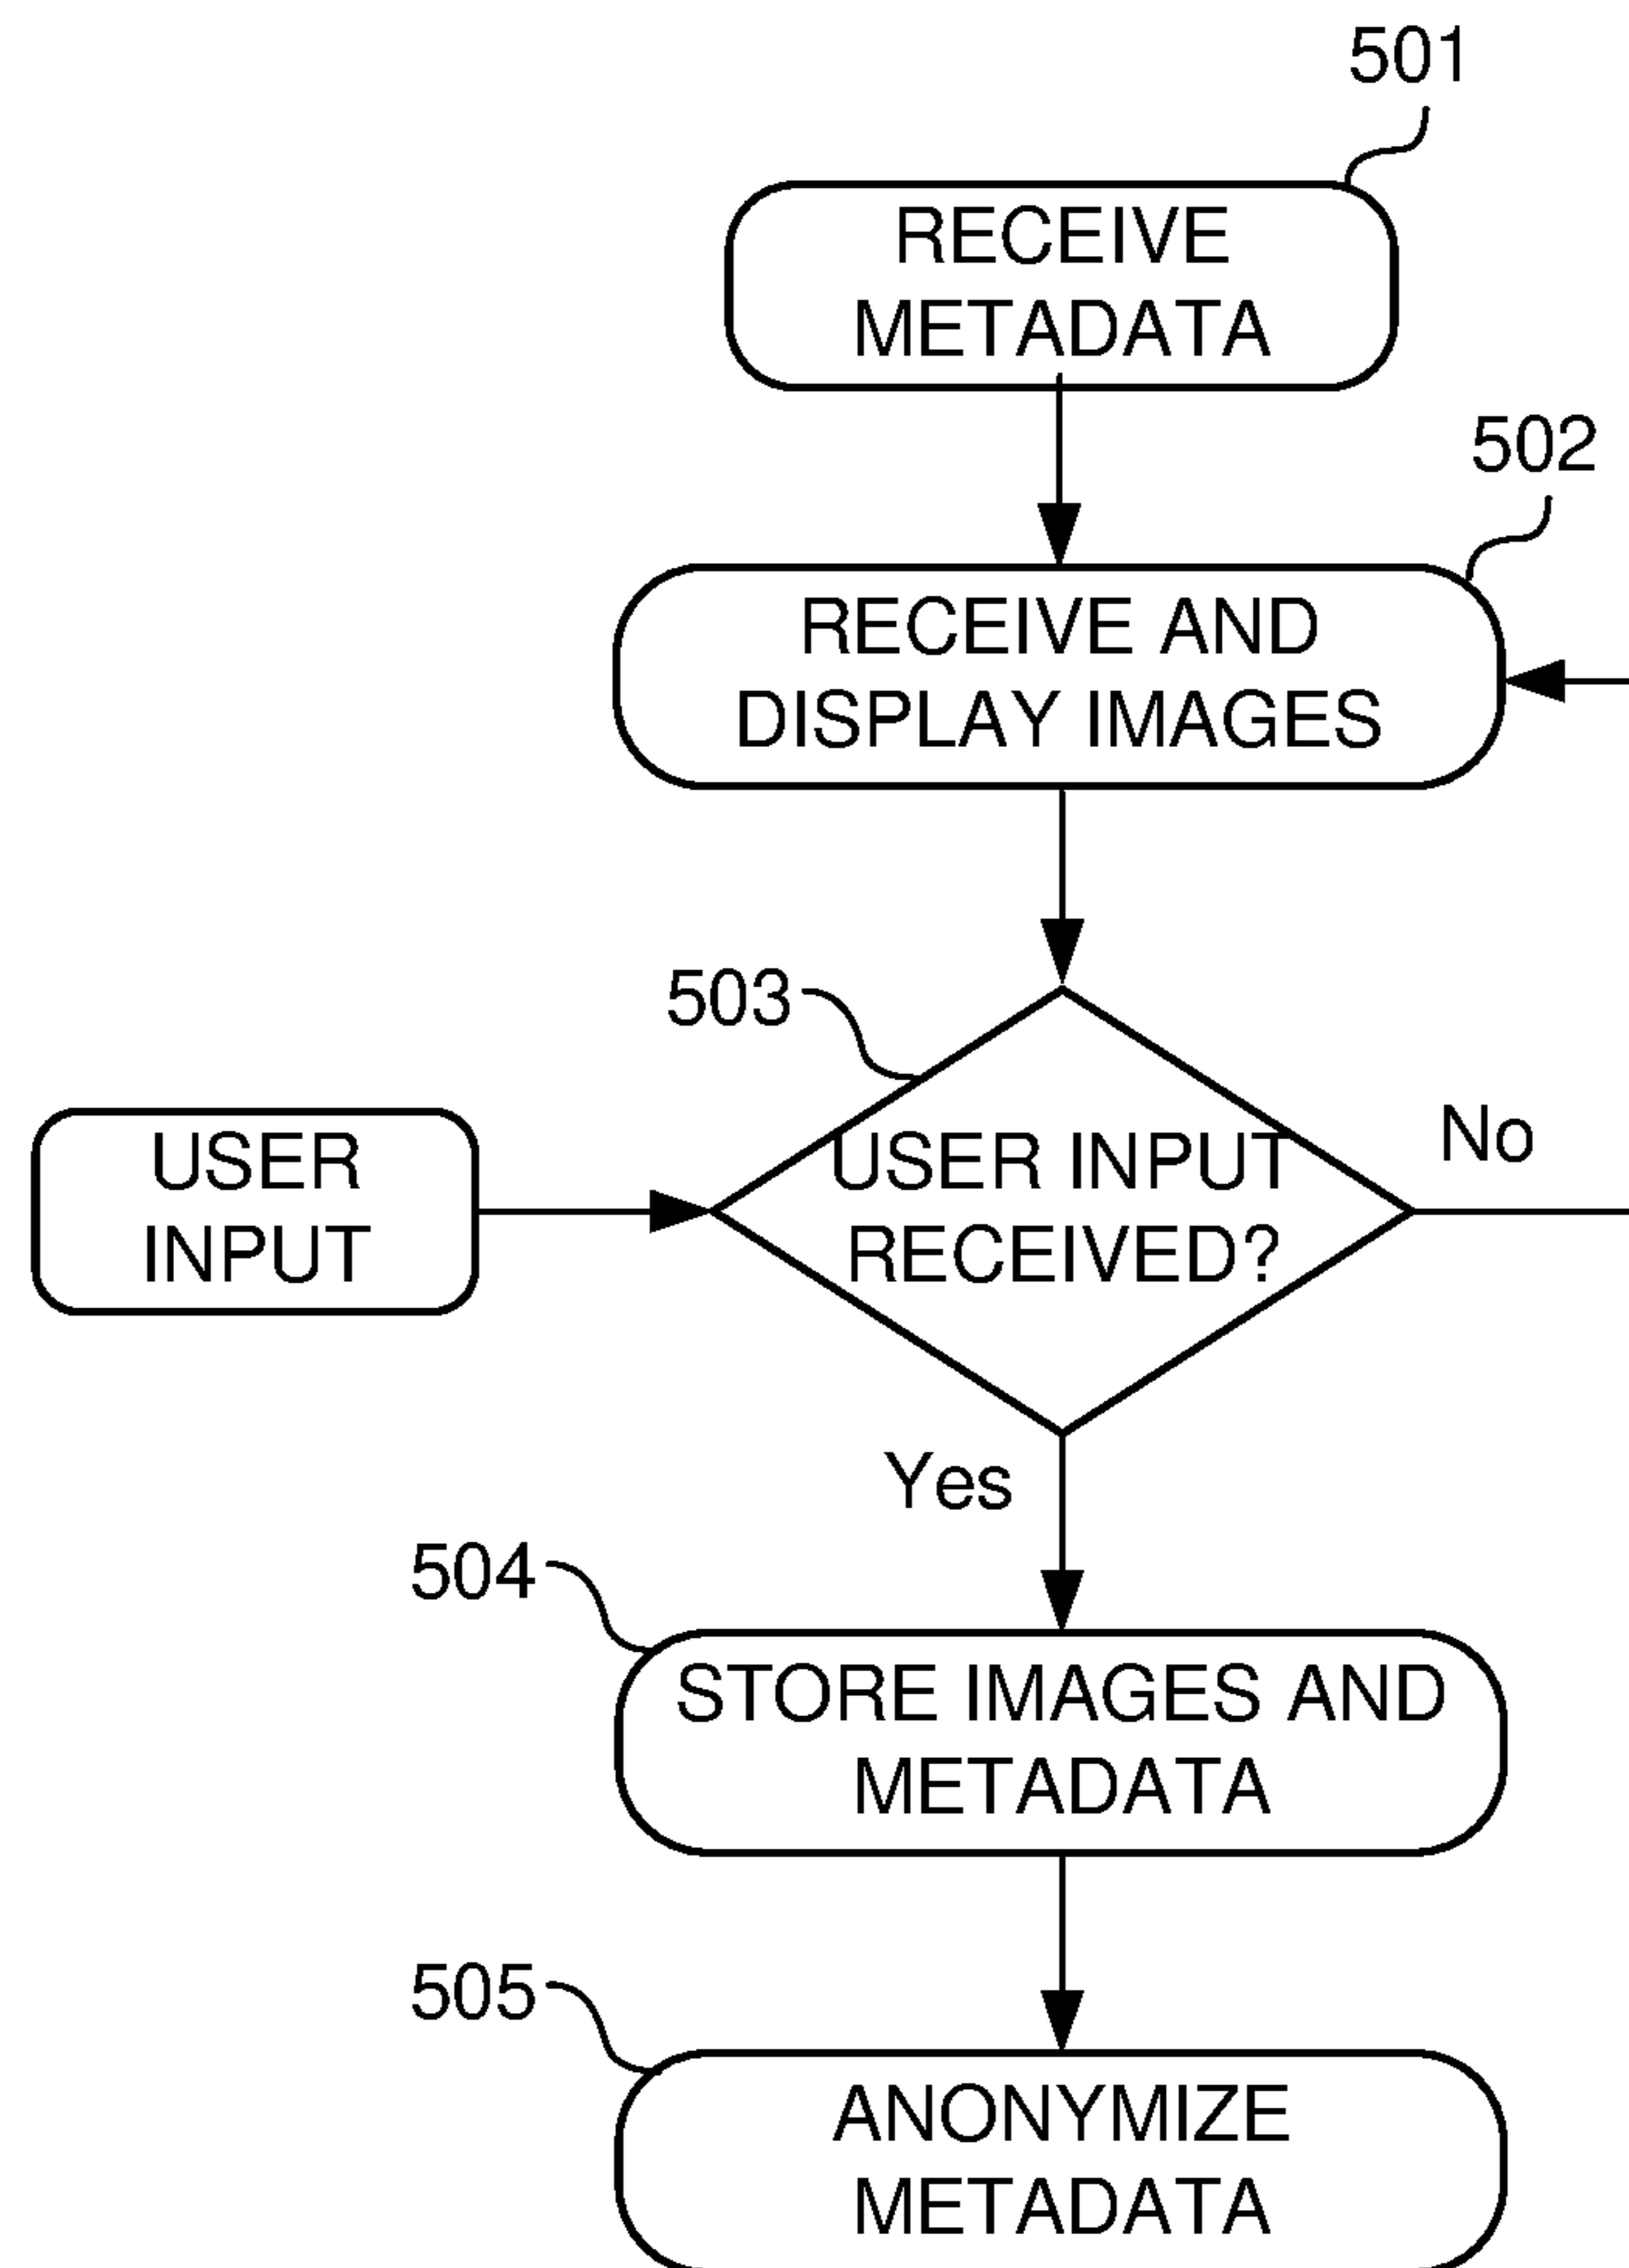 501
RECEIVE
METADATA
502
RECEIVE AND
DISPLAY IMAGES
503
USER
INPUT
USER INPUT
RECEIVED?
No
Yes
504
STORE IMAGES AND
METADATA
505
ANONYMIZE
METADATA